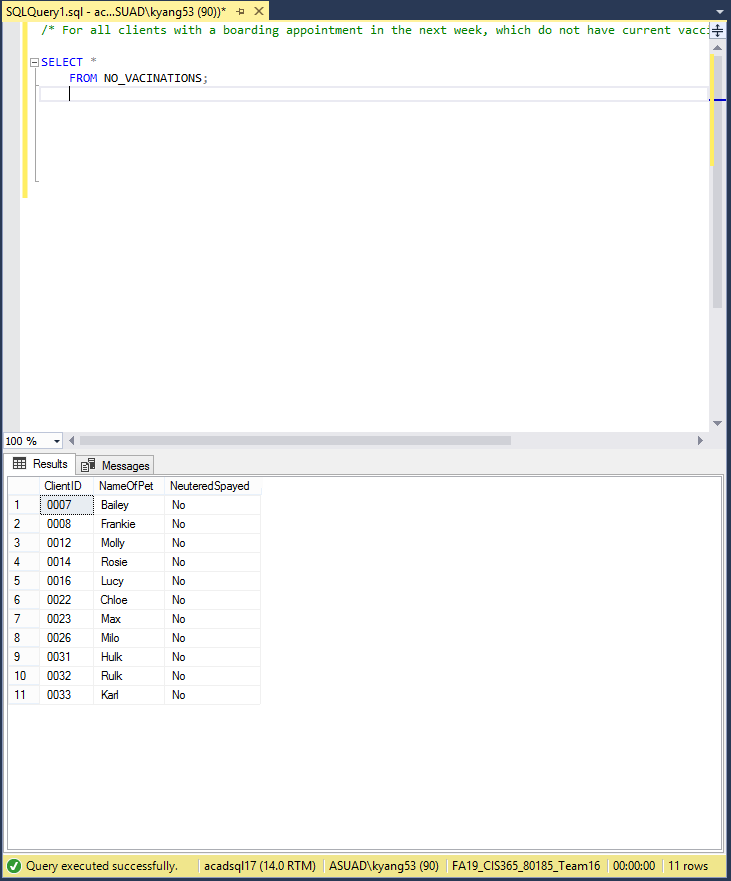 SQLQuery1.sql - ac...SUAD\kyang53 (90))*
/* For all clients with a boarding appointment in the next week, which do not have current vacci
SELECT *
FROM NO_VACINATIONS;
100 %
Results Messages
ClientID NameOfPet NeuteredSpayed
1 0007 Bailey No
2 0008 Frankie No
3 0012 Molly No
4 0014 Rosie No
5 0016 Lucy No
6 0022 Chloe No
7 0023 Max No
8 0026 Milo No
9 0031 Hulk No
10 0032 Rulk No
11 0033 Karl No
Query executed successfully. acadsql17 (14.0 RTM) ASUAD\kyang53 (90) FA19_CIS365_80185_Team16 00:00:00 11 rows